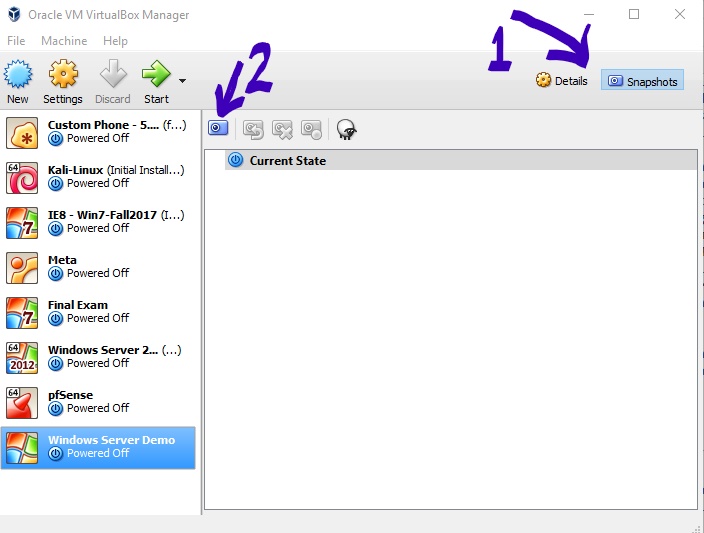 Oracle VM VirtualBox Manager
File Machine Help
1
2
New Settings Discard Start
Details Snapshots
Custom Phone - 5.... (f...)
Powered Off
64
Kali-Linux (Initial Install...)
Powered Off
7
IE8 - Win7-Fall2017 (I...)
Powered Off
Meta
Powered Off
7
Final Exam
Powered Off
64
2012
Windows Server 2... (...)
Powered Off
64
pfSense
Powered Off
Windows Server Demo
Powered Off
Current State